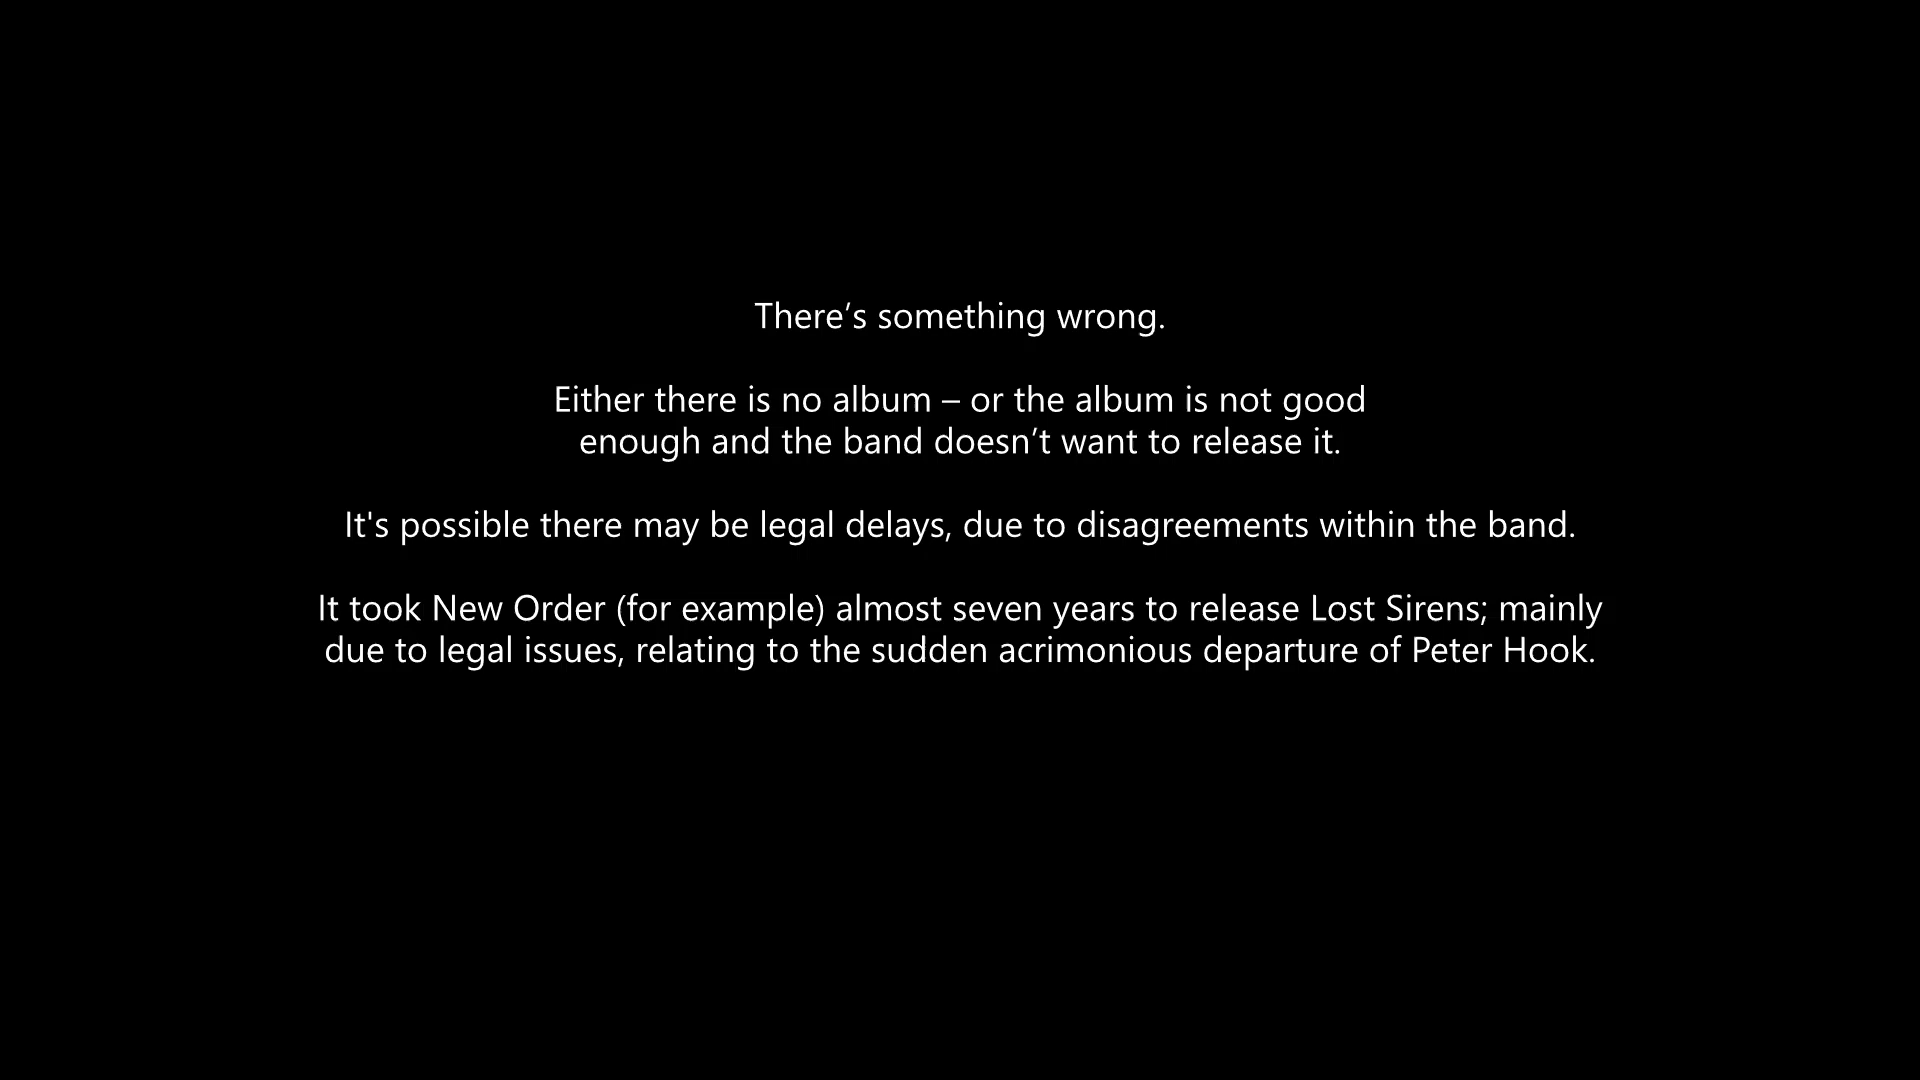 There’s something wrong.
Either there is no album – or the album is not good
enough and the band doesn’t want to release it.
It's possible there may be legal delays, due to disagreements within the band.
It took New Order (for example) almost seven years to release Lost Sirens; mainly
due to legal issues, relating to the sudden acrimonious departure of Peter Hook.